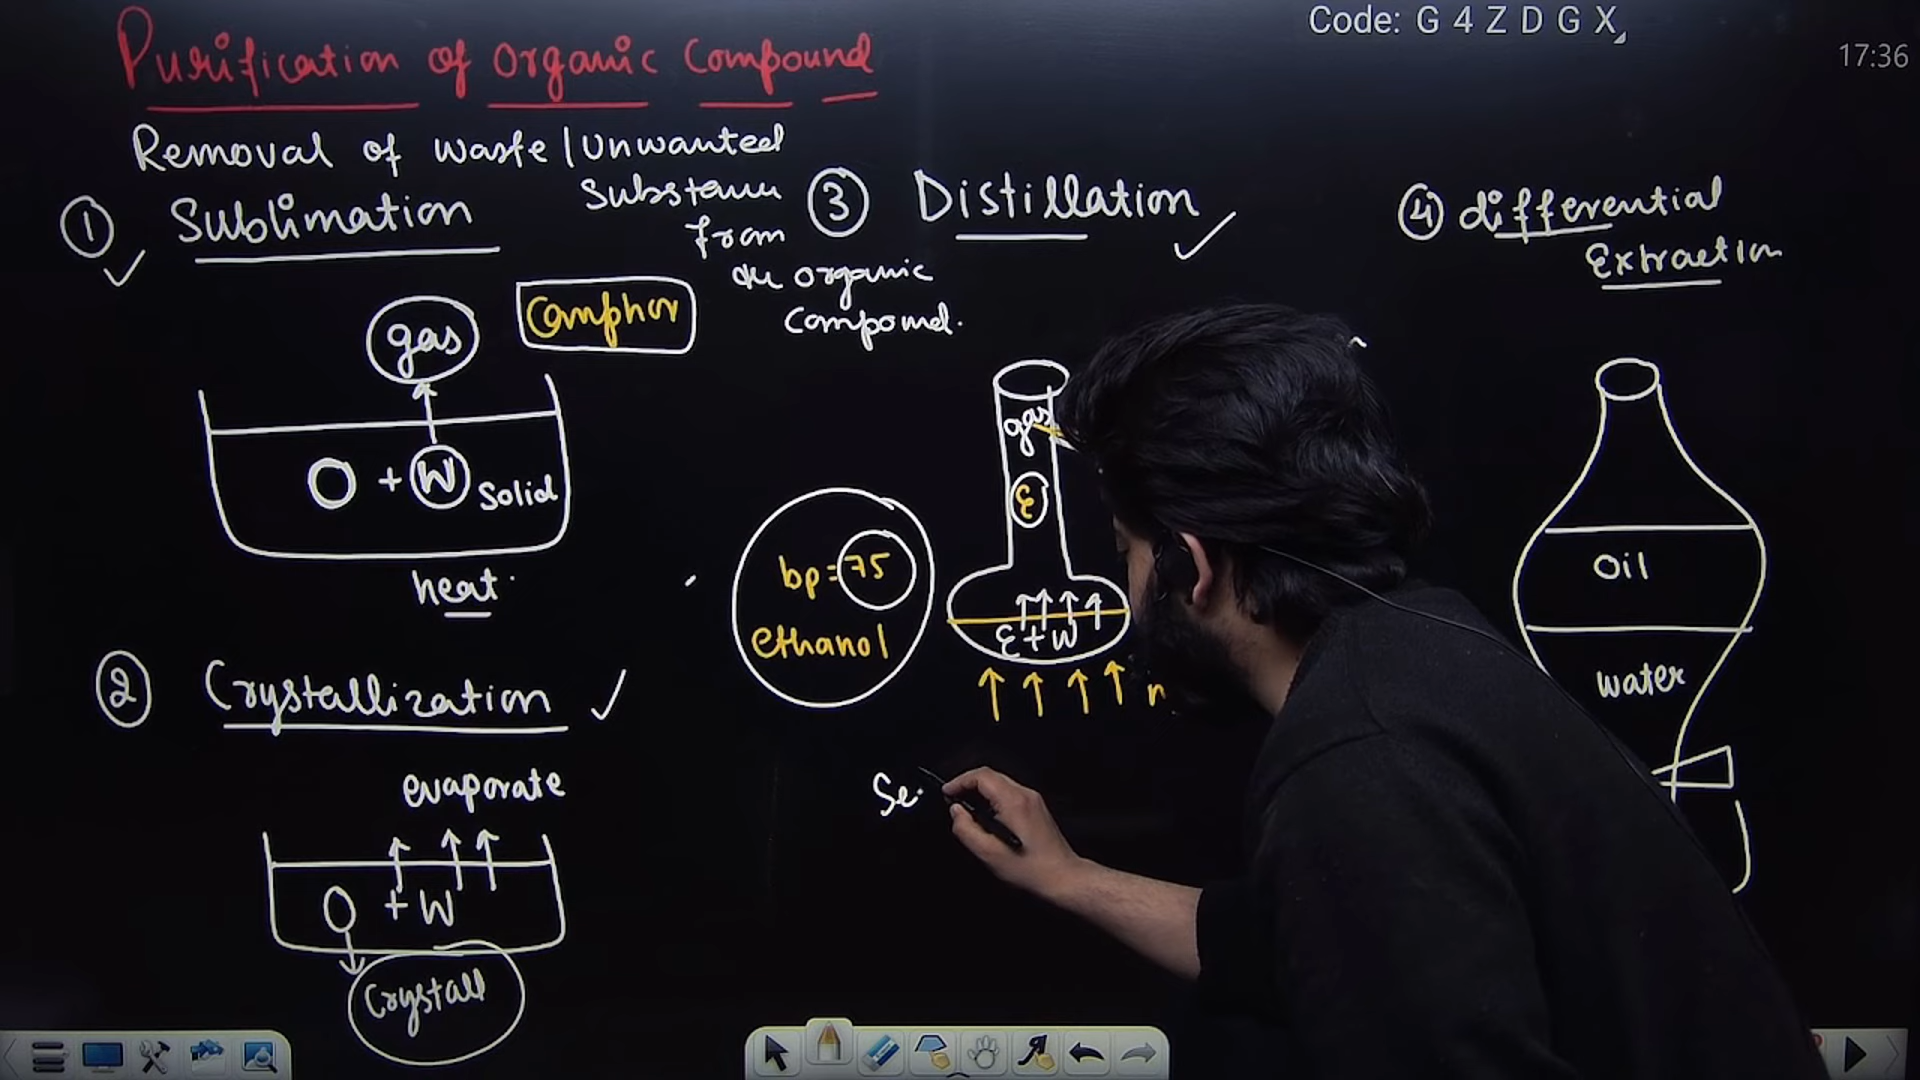 Code: G 4 Z D G X
17:36
Purification of organic Compound
Removal of waste/unwanted
substance
from
the organic
Compound.
① Sublimation
gas
Camphor
O + W Solid
heat
② Crystallization
evaporate
O + W
Crystall
③ Distillation
gas
E
bp=75
ethanol
E+W
Se
④ differential
Extraction
Oil
water